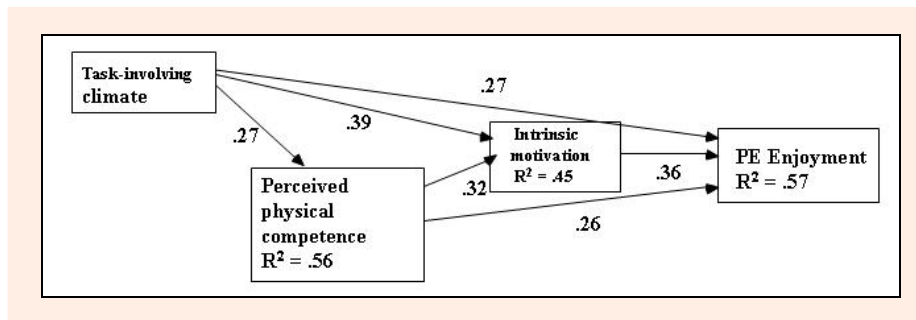 Task-involving
climate
.27
.39
.27
Intrinsic
motivation
R² = .45
PE Enjoyment
R² = .57
.36
.32
Perceived
physical
competence
R² = .56
.26